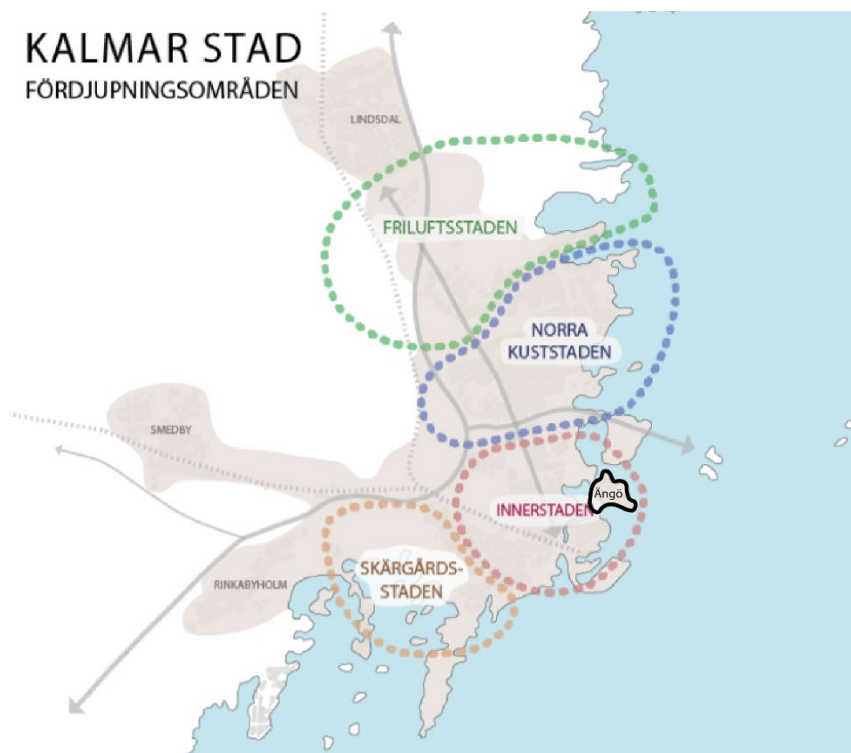 KALMAR STAD
FÖRDJUPNINGSOMRÅDEN
LINDSDAL
FRILUFTSSTADEN
NORRA
KUSTSTADEN
SMEDBY
Ängö
INNERSTADEN
SKÄRGÅRDS-
STADEN
RINKABYHOLM